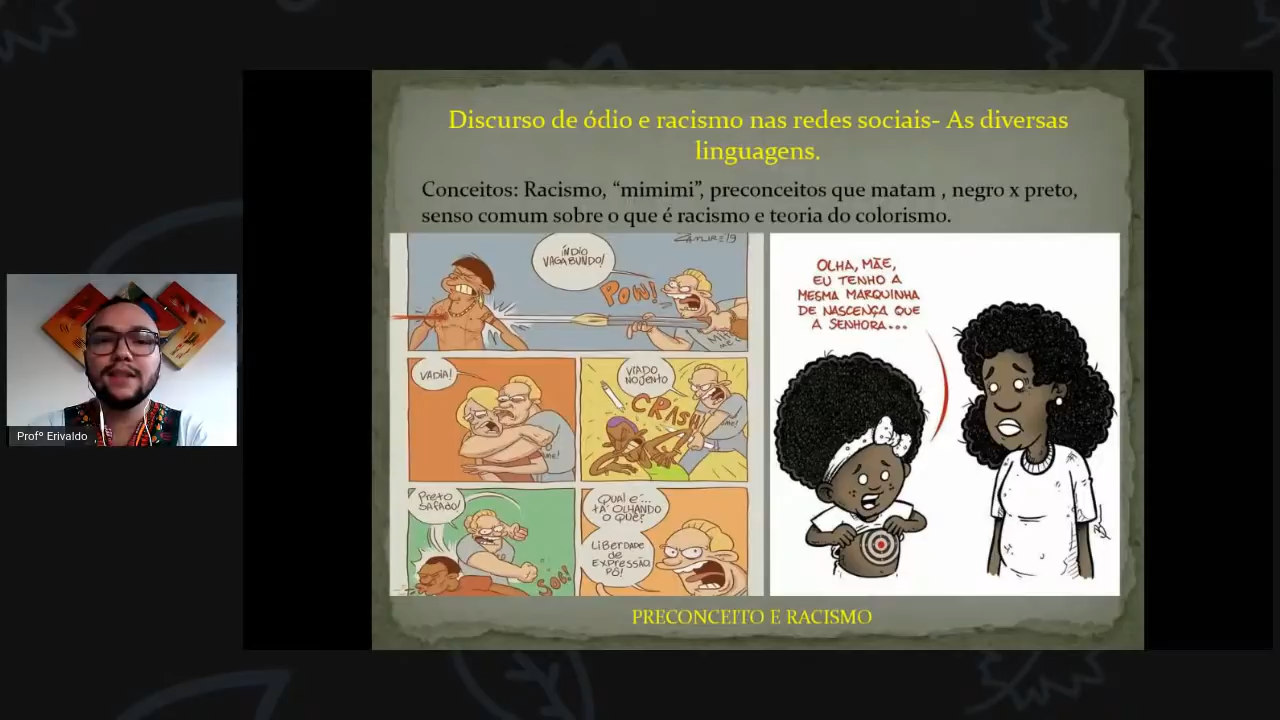 Discurso de ódio e racismo nas redes sociais- As diversas
linguagens.
Conceitos: Racismo, “mimimi”, preconceitos que matam , negro x preto,
senso comum sobre o que é racismo e teoria do colorismo.
ÍNDIO
VAGABUNDO!
POW!
VADIA!
VIADO
NOJENTO
CRASH!
PRETO
SAFADO!
SOC!
QUAL É...
TÁ OLHANDO
O QUE?
LIBERDADE
DE
EXPRESSÃO
PÔ!
OLHA, MÃE,
EU TENHO A
MESMA MARQUINHA
DE NASCENÇA QUE
A SENHORA...
PRECONCEITO E RACISMO
Profº Erivaldo